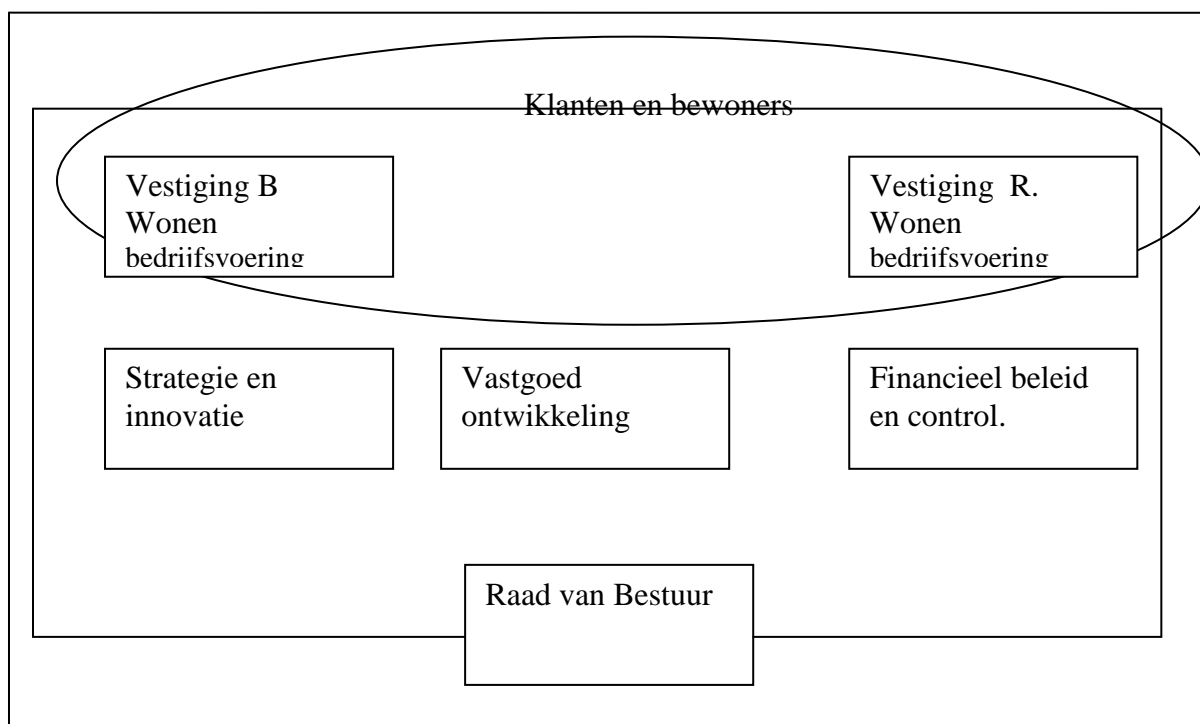 Klanten en bewoners
Vestiging B
Wonen
bedrijfsvoering
Vestiging  R.
Wonen
bedrijfsvoering
Strategie en
innovatie
Vastgoed
ontwikkeling
Financieel beleid
en control.
Raad van Bestuur